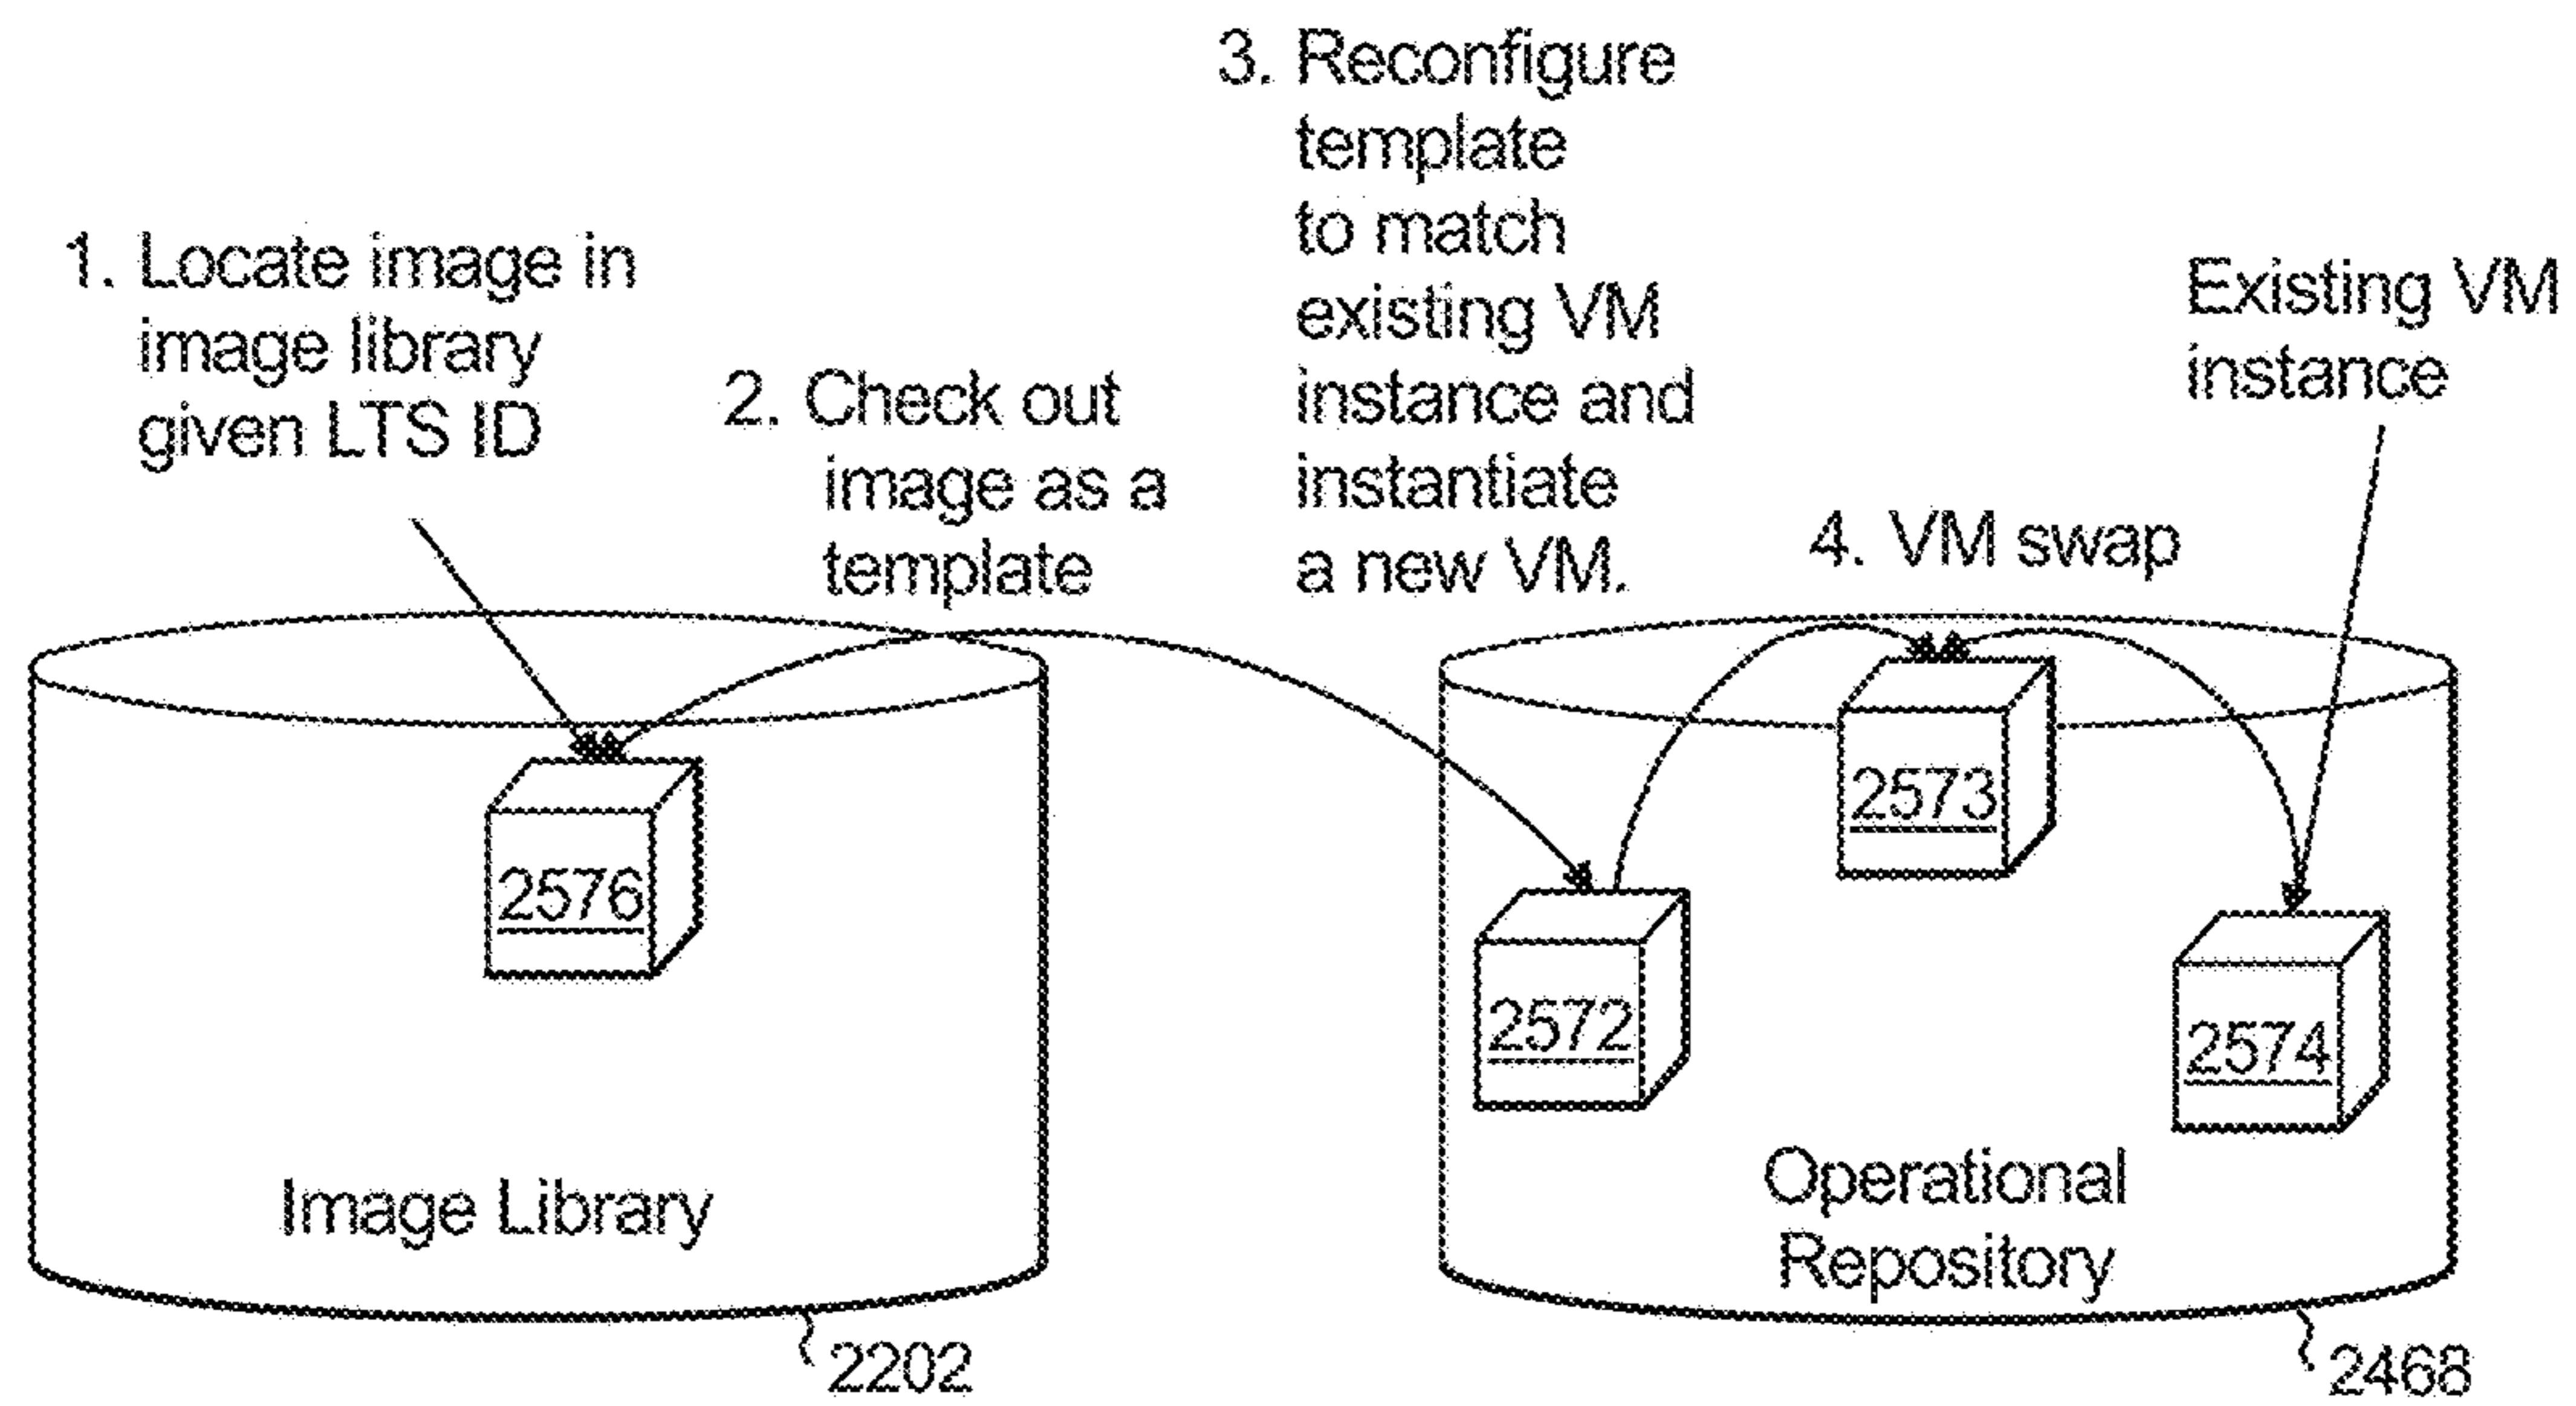 1. Locate image in
image library
given LTS ID
2. Check out
image as a
template
3. Reconfigure
template
to match
existing VM
instance and
instantiate
a new VM.
4. VM swap
Existing VM
instance
2576
2573
2572
2574
Image Library
Operational
Repository
2202
2468